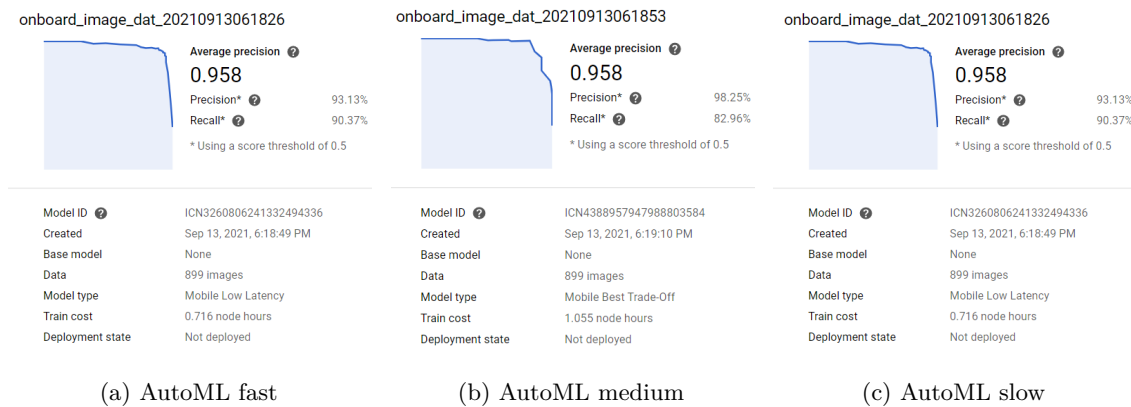 onboard_image_dat_20210913061826
Average precision ?
0.958
Precision* ? 93.13%
Recall* ? 90.37%
* Using a score threshold of 0.5
Model ID ? ICN3260806241332494336
Created Sep 13, 2021, 6:18:49 PM
Base model None
Data 899 images
Model type Mobile Low Latency
Train cost 0.716 node hours
Deployment state Not deployed
(a) AutoML fast
onboard_image_dat_20210913061853
Average precision ?
0.958
Precision* ? 98.25%
Recall* ? 82.96%
* Using a score threshold of 0.5
Model ID ? ICN4388957947988803584
Created Sep 13, 2021, 6:19:10 PM
Base model None
Data 899 images
Model type Mobile Best Trade-Off
Train cost 1.055 node hours
Deployment state Not deployed
(b) AutoML medium
onboard_image_dat_20210913061826
Average precision ?
0.958
Precision* ? 93.13%
Recall* ? 90.37%
* Using a score threshold of 0.5
Model ID ? ICN3260806241332494336
Created Sep 13, 2021, 6:18:49 PM
Base model None
Data 899 images
Model type Mobile Low Latency
Train cost 0.716 node hours
Deployment state Not deployed
(c) AutoML slow